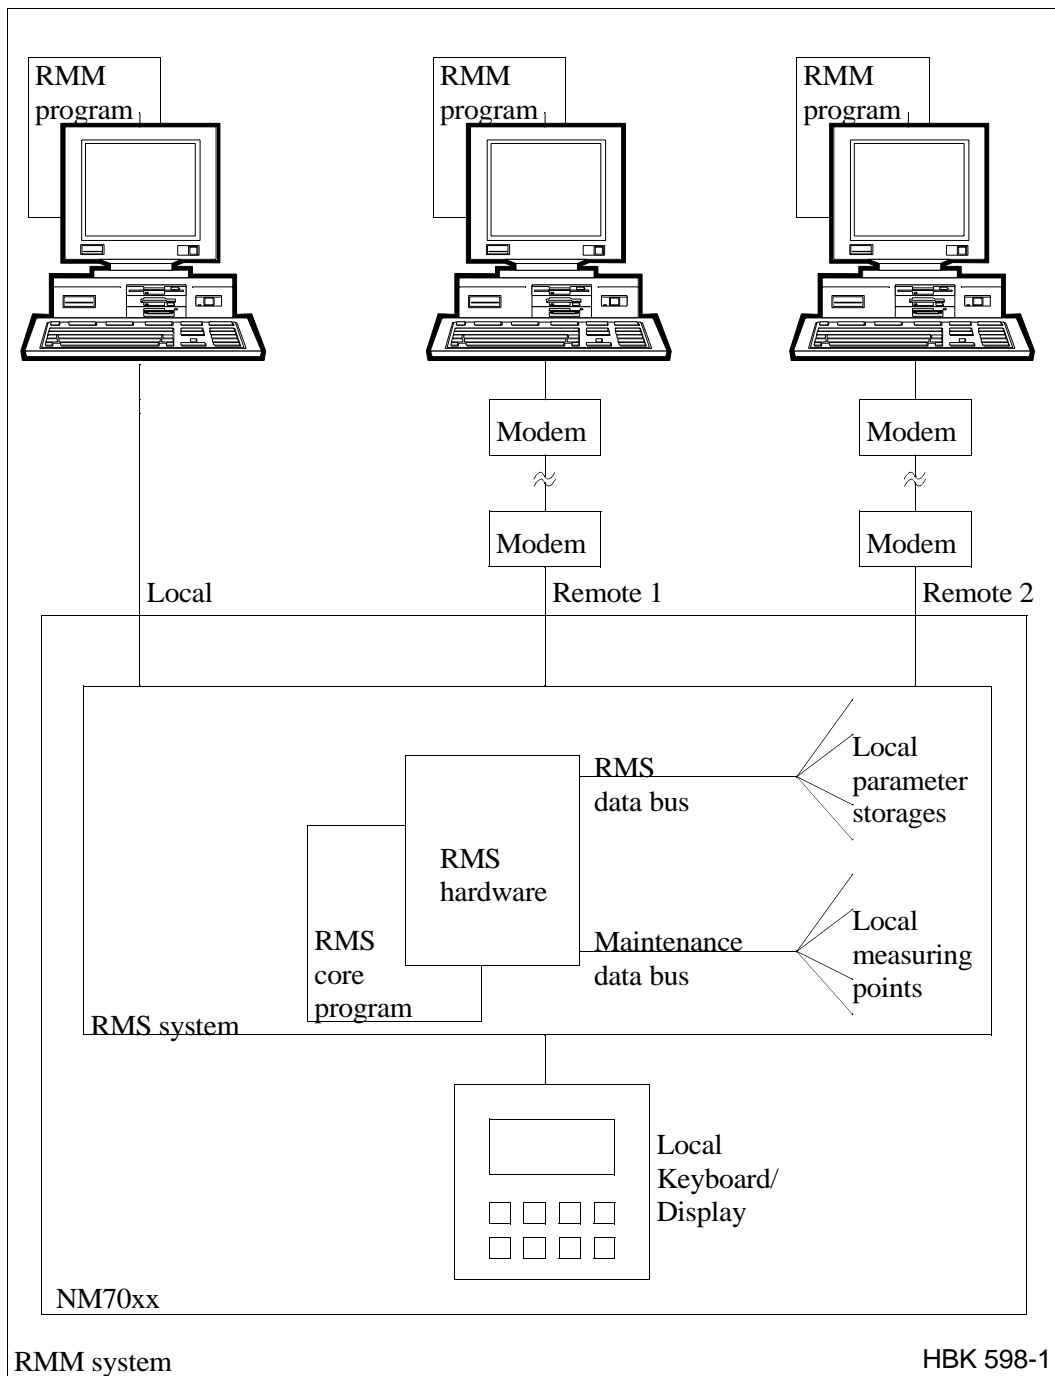 RMM
program
RMM
program
RMM
program
Modem
Modem
Modem
Modem
Local
Remote 1
Remote 2
RMS
data bus
Local
parameter
storages
RMS
hardware
RMS
core
program
Maintenance
data bus
Local
measuring
points
RMS system
Local
Keyboard/
Display
NM70xx
RMM system
HBK 598-1